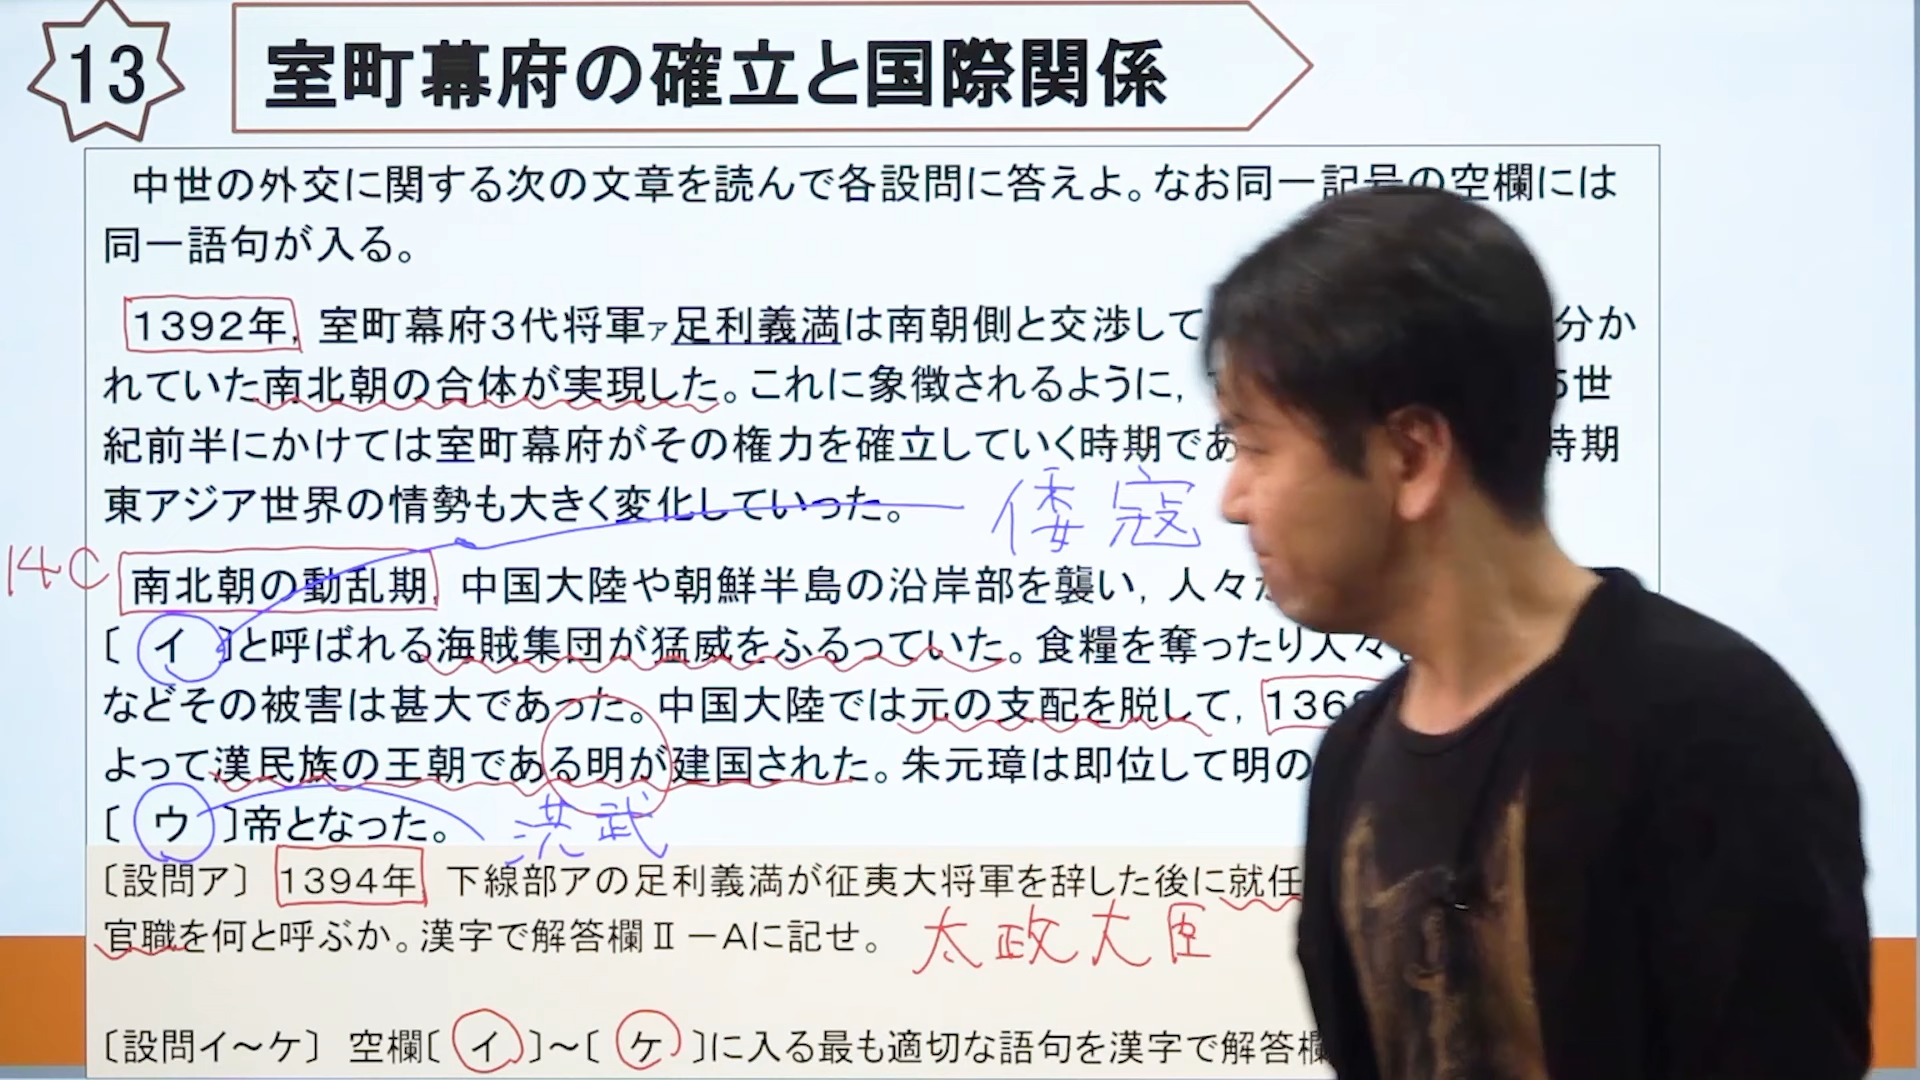 13
室町幕府の確立と国際関係
中世の外交に関する次の文章を読んで各設問に答えよ。なお同一記号の空欄には
同一語句が入る。
1392年，室町幕府3代将軍ア足利義満は南朝側と交渉して 分か
れていた南北朝の合体が実現した。これに象徴されるように， 5世
紀前半にかけては室町幕府がその権力を確立していく時期であ 時期
東アジア世界の情勢も大きく変化していった。
倭寇
14C
南北朝の動乱期，中国大陸や朝鮮半島の沿岸部を襲い，人々
〔 イ 〕と呼ばれる海賊集団が猛威をふるっていた。食糧を奪ったり人々
などその被害は甚大であった。中国大陸では元の支配を脱して，136
よって漢民族の王朝である明が建国された。朱元璋は即位して明の
〔 ウ 〕帝となった。
洪武
〔設問ア〕 1394年 下線部アの足利義満が征夷大将軍を辞した後に就任
官職を何と呼ぶか。漢字で解答欄Ⅱ－Aに記せ。
太政大臣
〔設問イ～ケ〕 空欄〔 イ 〕～〔 ケ 〕に入る最も適切な語句を漢字で解答欄